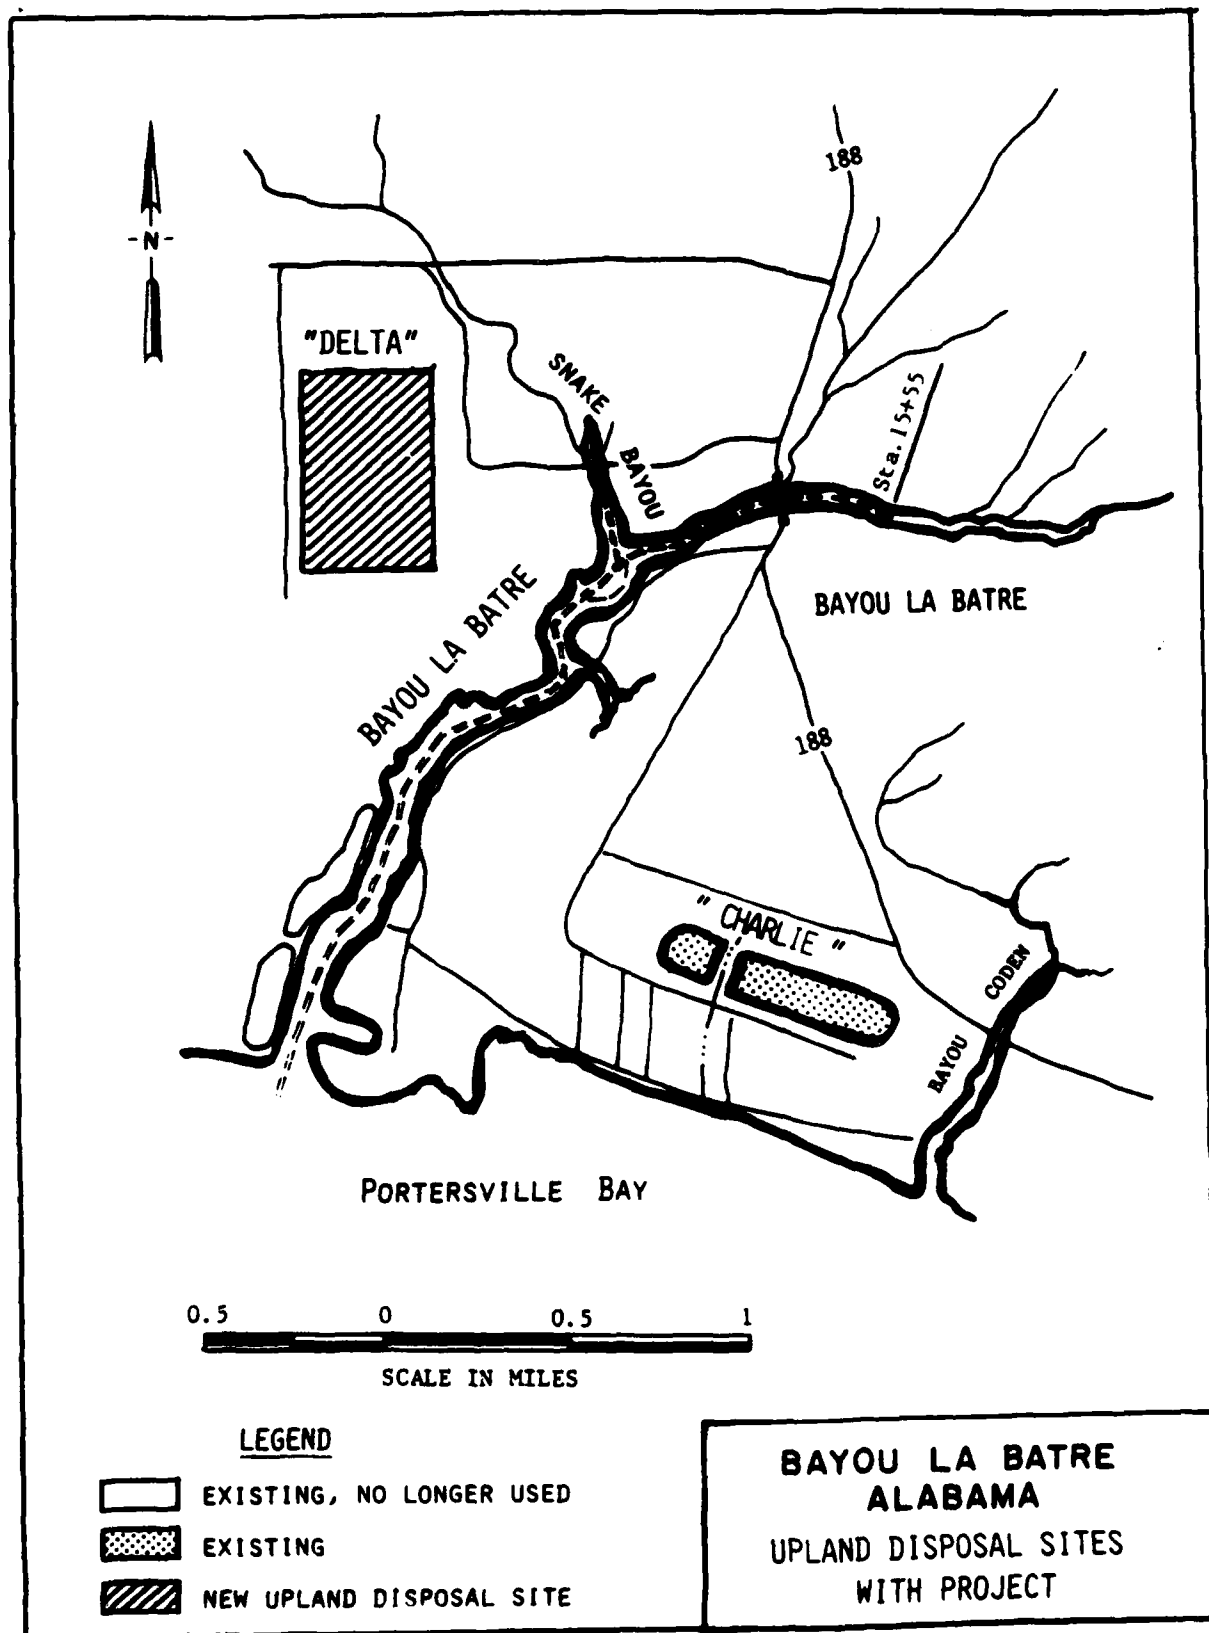 188
-N-
"DELTA"
SNAKE
BAYOU
Sta. 15+55
BAYOU LA BATRE
BAYOU LA BATRE
188
" CHARLIE "
BAYOU
CODEN
PORTERSVILLE BAY
0.5 0 0.5 1
SCALE IN MILES
LEGEND
EXISTING, NO LONGER USED
EXISTING
NEW UPLAND DISPOSAL SITE
BAYOU LA BATRE
ALABAMA
UPLAND DISPOSAL SITES
WITH PROJECT